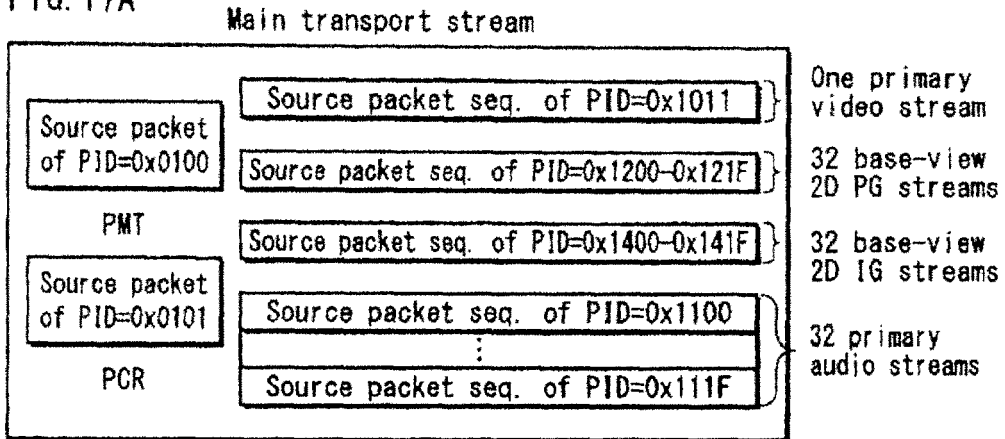 FIG. 17A
Main transport stream
Source packet
of PID=0x0100
PMT
Source packet
of PID=0x0101
PCR
Source packet seq. of PID=0x1011
Source packet seq. of PID=0x1200-0x121F
Source packet seq. of PID=0x1400-0x141F
Source packet seq. of PID=0x1100
⋮
Source packet seq. of PID=0x111F
One primary
video stream
32 base-view
2D PG streams
32 base-view
2D IG streams
32 primary
audio streams